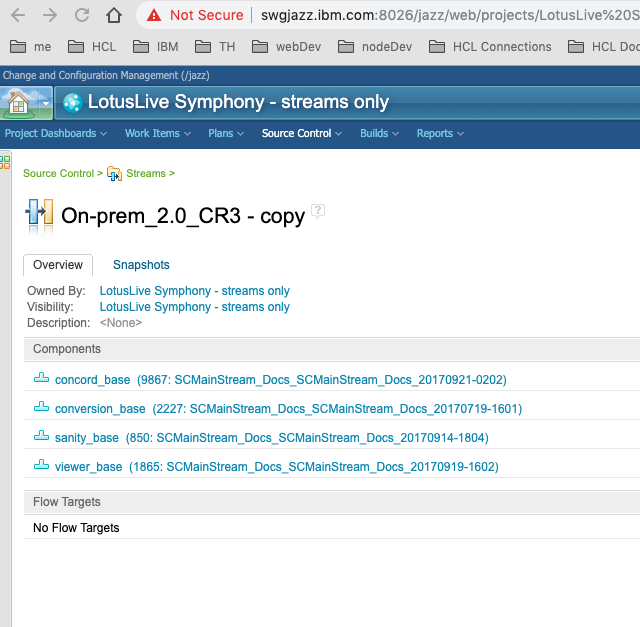 Not Secure swgjazz.ibm.com:8026/jazz/web/projects/LotusLive%20S
me HCL IBM TH webDev nodeDev HCL Connections HCL Doc
Change and Configuration Management (/jazz)
LotusLive Symphony - streams only
Project Dashboards Work Items Plans Source Control Builds Reports
Source Control > Streams >
On-prem_2.0_CR3 - copy ?
Overview Snapshots
Owned By: LotusLive Symphony - streams only
Visibility: LotusLive Symphony - streams only
Description: <None>
Components
concord_base (9867: SCMainStream_Docs_SCMainStream_Docs_20170921-0202)
conversion_base (2227: SCMainStream_Docs_SCMainStream_Docs_20170719-1601)
sanity_base (850: SCMainStream_Docs_SCMainStream_Docs_20170914-1804)
viewer_base (1865: SCMainStream_Docs_SCMainStream_Docs_20170919-1602)
Flow Targets
No Flow Targets